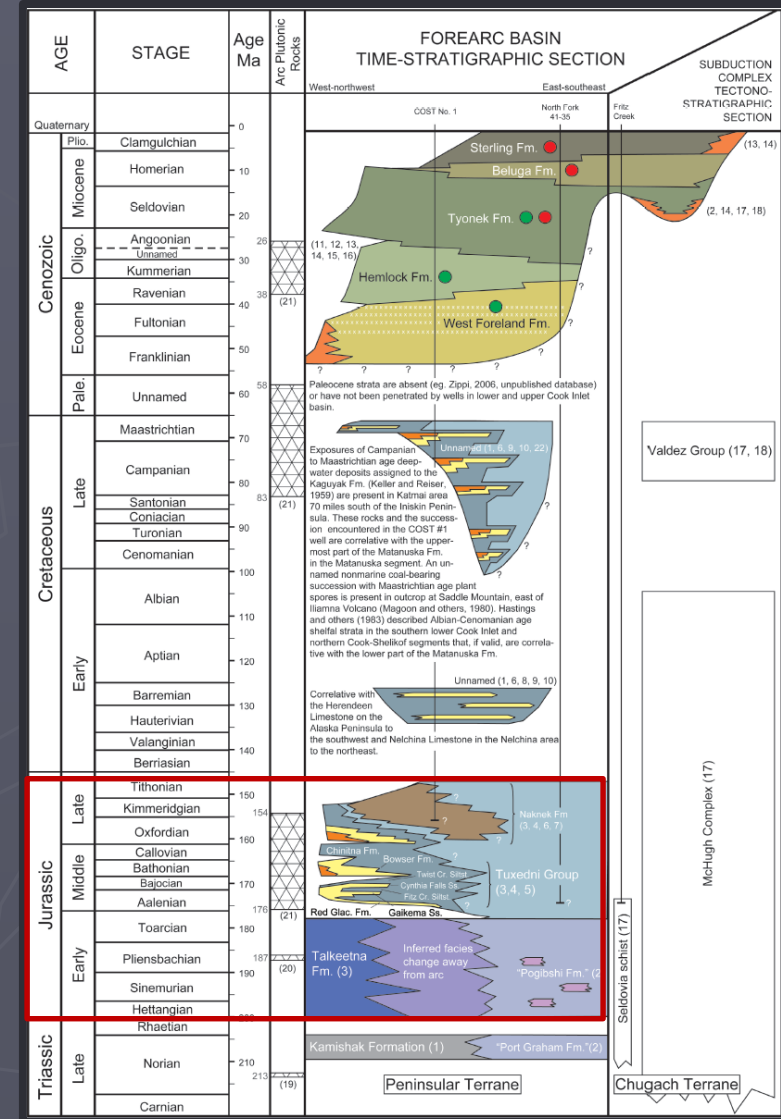 AGE
STAGE
Age
Ma
Arc Plutonic
Rocks
FOREARC BASIN
TIME-STRATIGRAPHIC SECTION
West-northwest
East-southeast
SUBDUCTION
COMPLEX
TECTONO-
STRATIGRAPHIC
SECTION
COST No. 1
North Fork
41-35
Fritz
Creek
Quaternary
0
Cenozoic
Plio.
Clamgulchian
Miocene
Homerian
10
Seldovian
20
Oligo.
Angoonian
Unnamed
30
Kummerian
Eocene
Ravenian
40
Fultonian
Franklinian
50
Pale.
Unnamed
60
26
38
(21)
58
83
(21)
Sterling Fm.
(13, 14)
Beluga Fm.
Tyonek Fm.
(2, 14, 17, 18)
(11, 12, 13,
14, 15, 16)
?
Hemlock Fm.
?
West Foreland Fm.
?
?
? ? ? ? ?
Paleocene strata are absent (eg. Zippi, 2006, unpublished database)
or have not been penetrated by wells in lower and upper Cook Inlet
basin.
Cretaceous
Late
Maastrichtian
70
Campanian
80
Santonian
Coniacian
90
Turonian
Cenomanian
100
Early
Albian
110
Aptian
120
Barremian
130
Hauterivian
Valanginian
140
Berriasian
Unnamed (1, 6, 9, 10, 22)
Exposures of Campanian
to Maastrichtian age deep-
water deposits assigned to the
Kaguyak Fm. (Keller and Reiser,
1959) are present in Katmai area
70 miles south of the Iniskin Penin-
sula. These rocks and the success-
ion encountered in the COST #1
well are correlative with the upper-
most part of the Matanuska Fm.
in the Matanuska segment. An un-
named nonmarine coal-bearing
succession with Maastrichtian age plant
spores is present in outcrop at Saddle Mountain, east of
Iliamna Volcano (Magoon and others, 1980). Hastings
and others (1983) described Albian-Cenomanian age
shelfal strata in the southern lower Cook Inlet and
northern Cook-Shelikof segments that, if valid, are correla-
tive with the lower part of the Matanuska Fm.
?
?
?
Valdez Group (17, 18)
Unnamed (1, 6, 8, 9, 10)
Correlative with
the Herendeen
Limestone on the
Alaska Peninsula to
the southwest and Nelchina Limestone in the Nelchina area
to the northeast.
Jurassic
Late
Tithonian
150
Kimmeridgian
Oxfordian
160
Middle
Callovian
Bathonian
Bajocian
170
Aalenian
Early
Toarcian
180
Pliensbachian
190
Sinemurian
Hettangian
154
176
(21)
187
(20)
?
?
?
Naknek Fm
(3, 4, 6, 7)
Chinitna Fm.
Bowser Fm.
?
Twist Cr. Siltst.
Cynthia Falls Ss.
Fitz Cr. Siltst.
Tuxedni Group
(3,4, 5)
?
?
Red Glac. Fm.
Gaikema Ss.
Talkeetna
Fm. (3)
Inferred facies
change away
from arc
"Pogibshi Fm." (2
McHugh Complex (17)
Seldovia schist (17)
Triassic
Late
Rhaetian
Norian
210
Carnian
213
(19)
Kamishak Formation (1)
"Port Graham Fm."(2)
Peninsular Terrane
Chugach Terrane